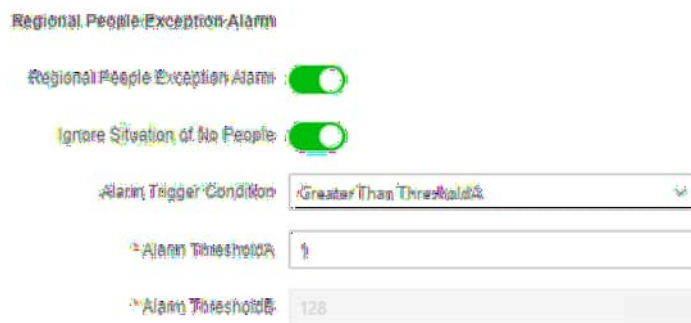 Regional People Exception Alarm
Regional People Exception Alarm
Ignore Situation of No People
Alarm Trigger Condition Greater Than ThresholdA
* Alarm ThresholdA 1
* Alarm ThresholdB 128